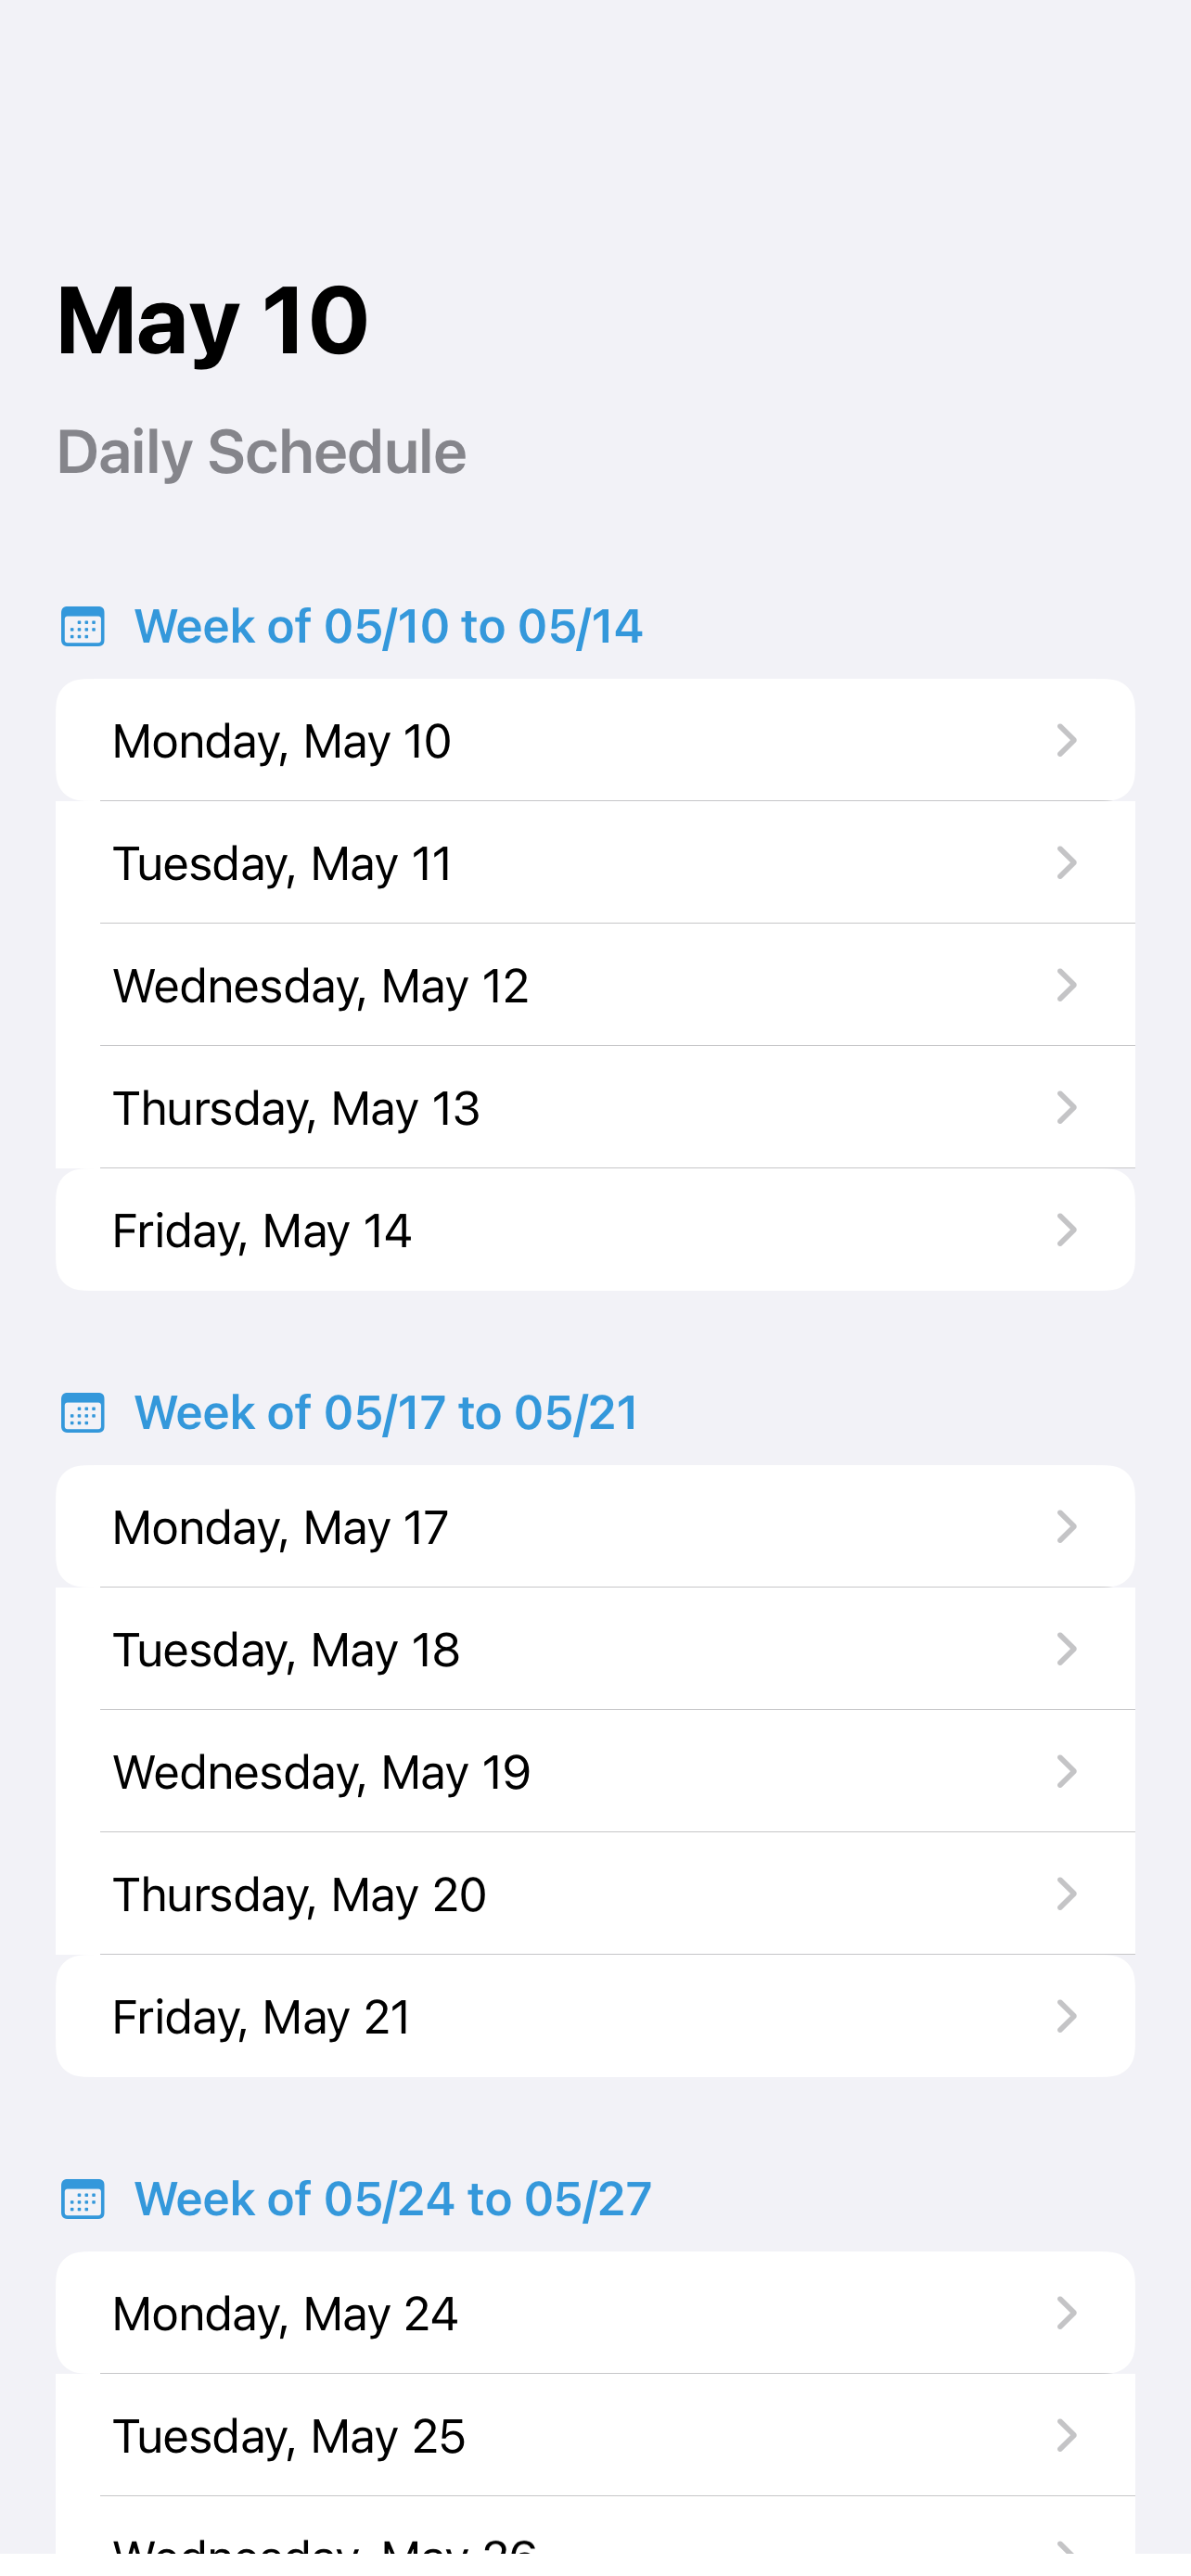 May 10
Daily Schedule
Week of 05/10 to 05/14
Monday, May 10
Tuesday, May 11
Wednesday, May 12
Thursday, May 13
Friday, May 14
Week of 05/17 to 05/21
Monday, May 17
Tuesday, May 18
Wednesday, May 19
Thursday, May 20
Friday, May 21
Week of 05/24 to 05/27
Monday, May 24
Tuesday, May 25
Wednesday, May 26